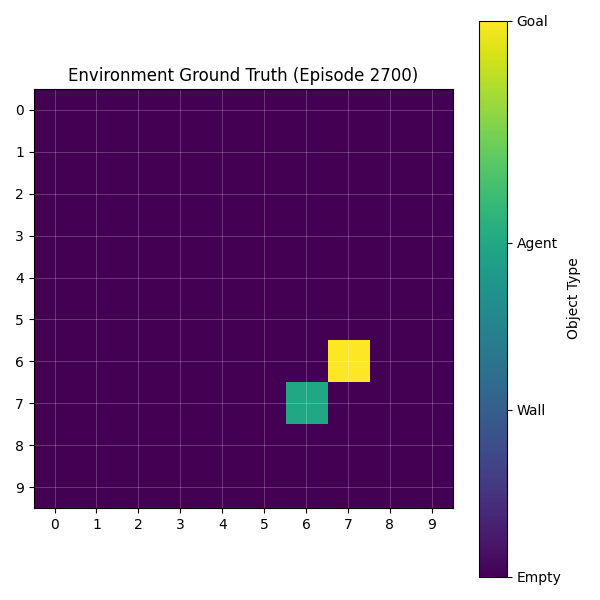 Environment Ground Truth (Episode 2700)
Goal
Agent
Wall
Empty
Object Type
0
1
2
3
4
5
6
7
8
9
0 1 2 3 4 5 6 7 8 9